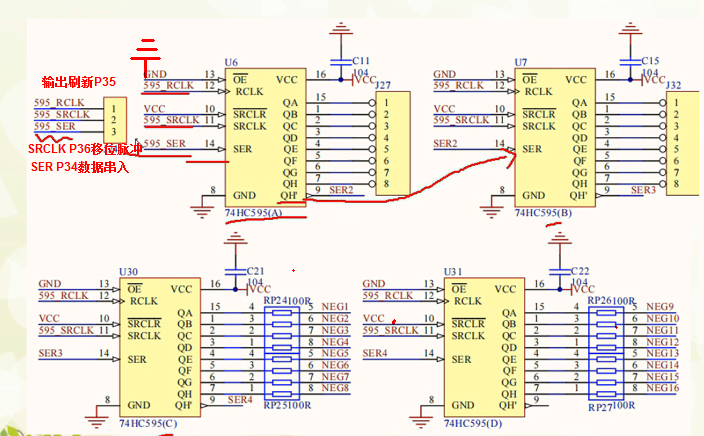 输出刷新P35
595_RCLK
595_SRCLK
595_SER
1
2
3
SRCLK P36移位脉冲
SER P34数据串入
U6
GND 13 OE VCC 16 VCC
C11
104
J27
595_RCLK 12 RCLK
QA 15 1
VCC 10 SRCLR QB 1 2
595_SRCLK 11 SRCLK QC 2 3
QD 3 4
595_SER 14 SER QE 4 5
QF 5 6
QG 6 7
QH 7 8
8 GND QH' 9 SER2
74HC595(A)
U7
GND 13 OE VCC 16 VCC
C15
104
J32
595_RCLK 12 RCLK
QA 15 1
VCC 10 SRCLR QB 1 2
595_SRCLK 11 SRCLK QC 2 3
QD 3 4
SER2 14 SER QE 4 5
QF 5 6
QG 6 7
QH 7 8
8 GND QH' 9 SER3
74HC595(B)
U30
GND 13 OE VCC 16 VCC
C21
104
595_RCLK 12 RCLK
RP24100R
QA 15 4 5 NEG1
VCC 10 SRCLR QB 1 3 6 NEG2
595_SRCLK 11 SRCLK QC 2 2 7 NEG3
QD 3 1 8 NEG4
SER3 14 SER QE 4 4 5 NEG5
QF 5 3 6 NEG6
QG 6 2 7 NEG7
QH 7 1 8 NEG8
8 GND QH' 9 SER4
RP25100R
74HC595(C)
U31
GND 13 OE VCC 16 VCC
C22
104
595_RCLK 12 RCLK
RP26100R
QA 15 4 5 NEG9
VCC 10 SRCLR QB 1 3 6 NEG10
595_SRCLK 11 SRCLK QC 2 2 7 NEG11
QD 3 1 8 NEG12
SER4 14 SER QE 4 4 5 NEG13
QF 5 3 6 NEG14
QG 6 2 7 NEG15
QH 7 1 8 NEG16
8 GND QH' 9
RP27100R
74HC595(D)